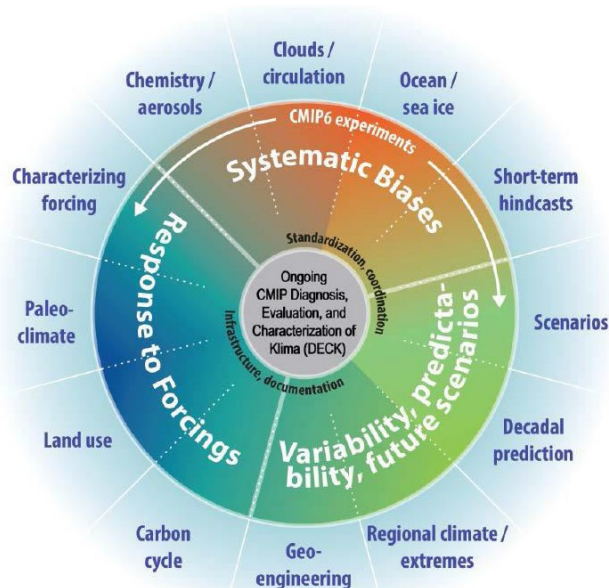 Clouds /
circulation
Ocean /
sea ice
Short-term
hindcasts
Scenarios
Decadal
prediction
Regional climate /
extremes
Geo-
engineering
Carbon
cycle
Land use
Paleo-
climate
Characterizing
forcing
Chemistry /
aerosols
CMIP6 experiments
Systematic Biases
Variability, predicta-
bility, future scenarios
Response to Forcings
Standardization, coordination
Infrastructure, documentation
Ongoing
CMIP Diagnosis,
Evaluation, and
Characterization of
Klima (DECK)